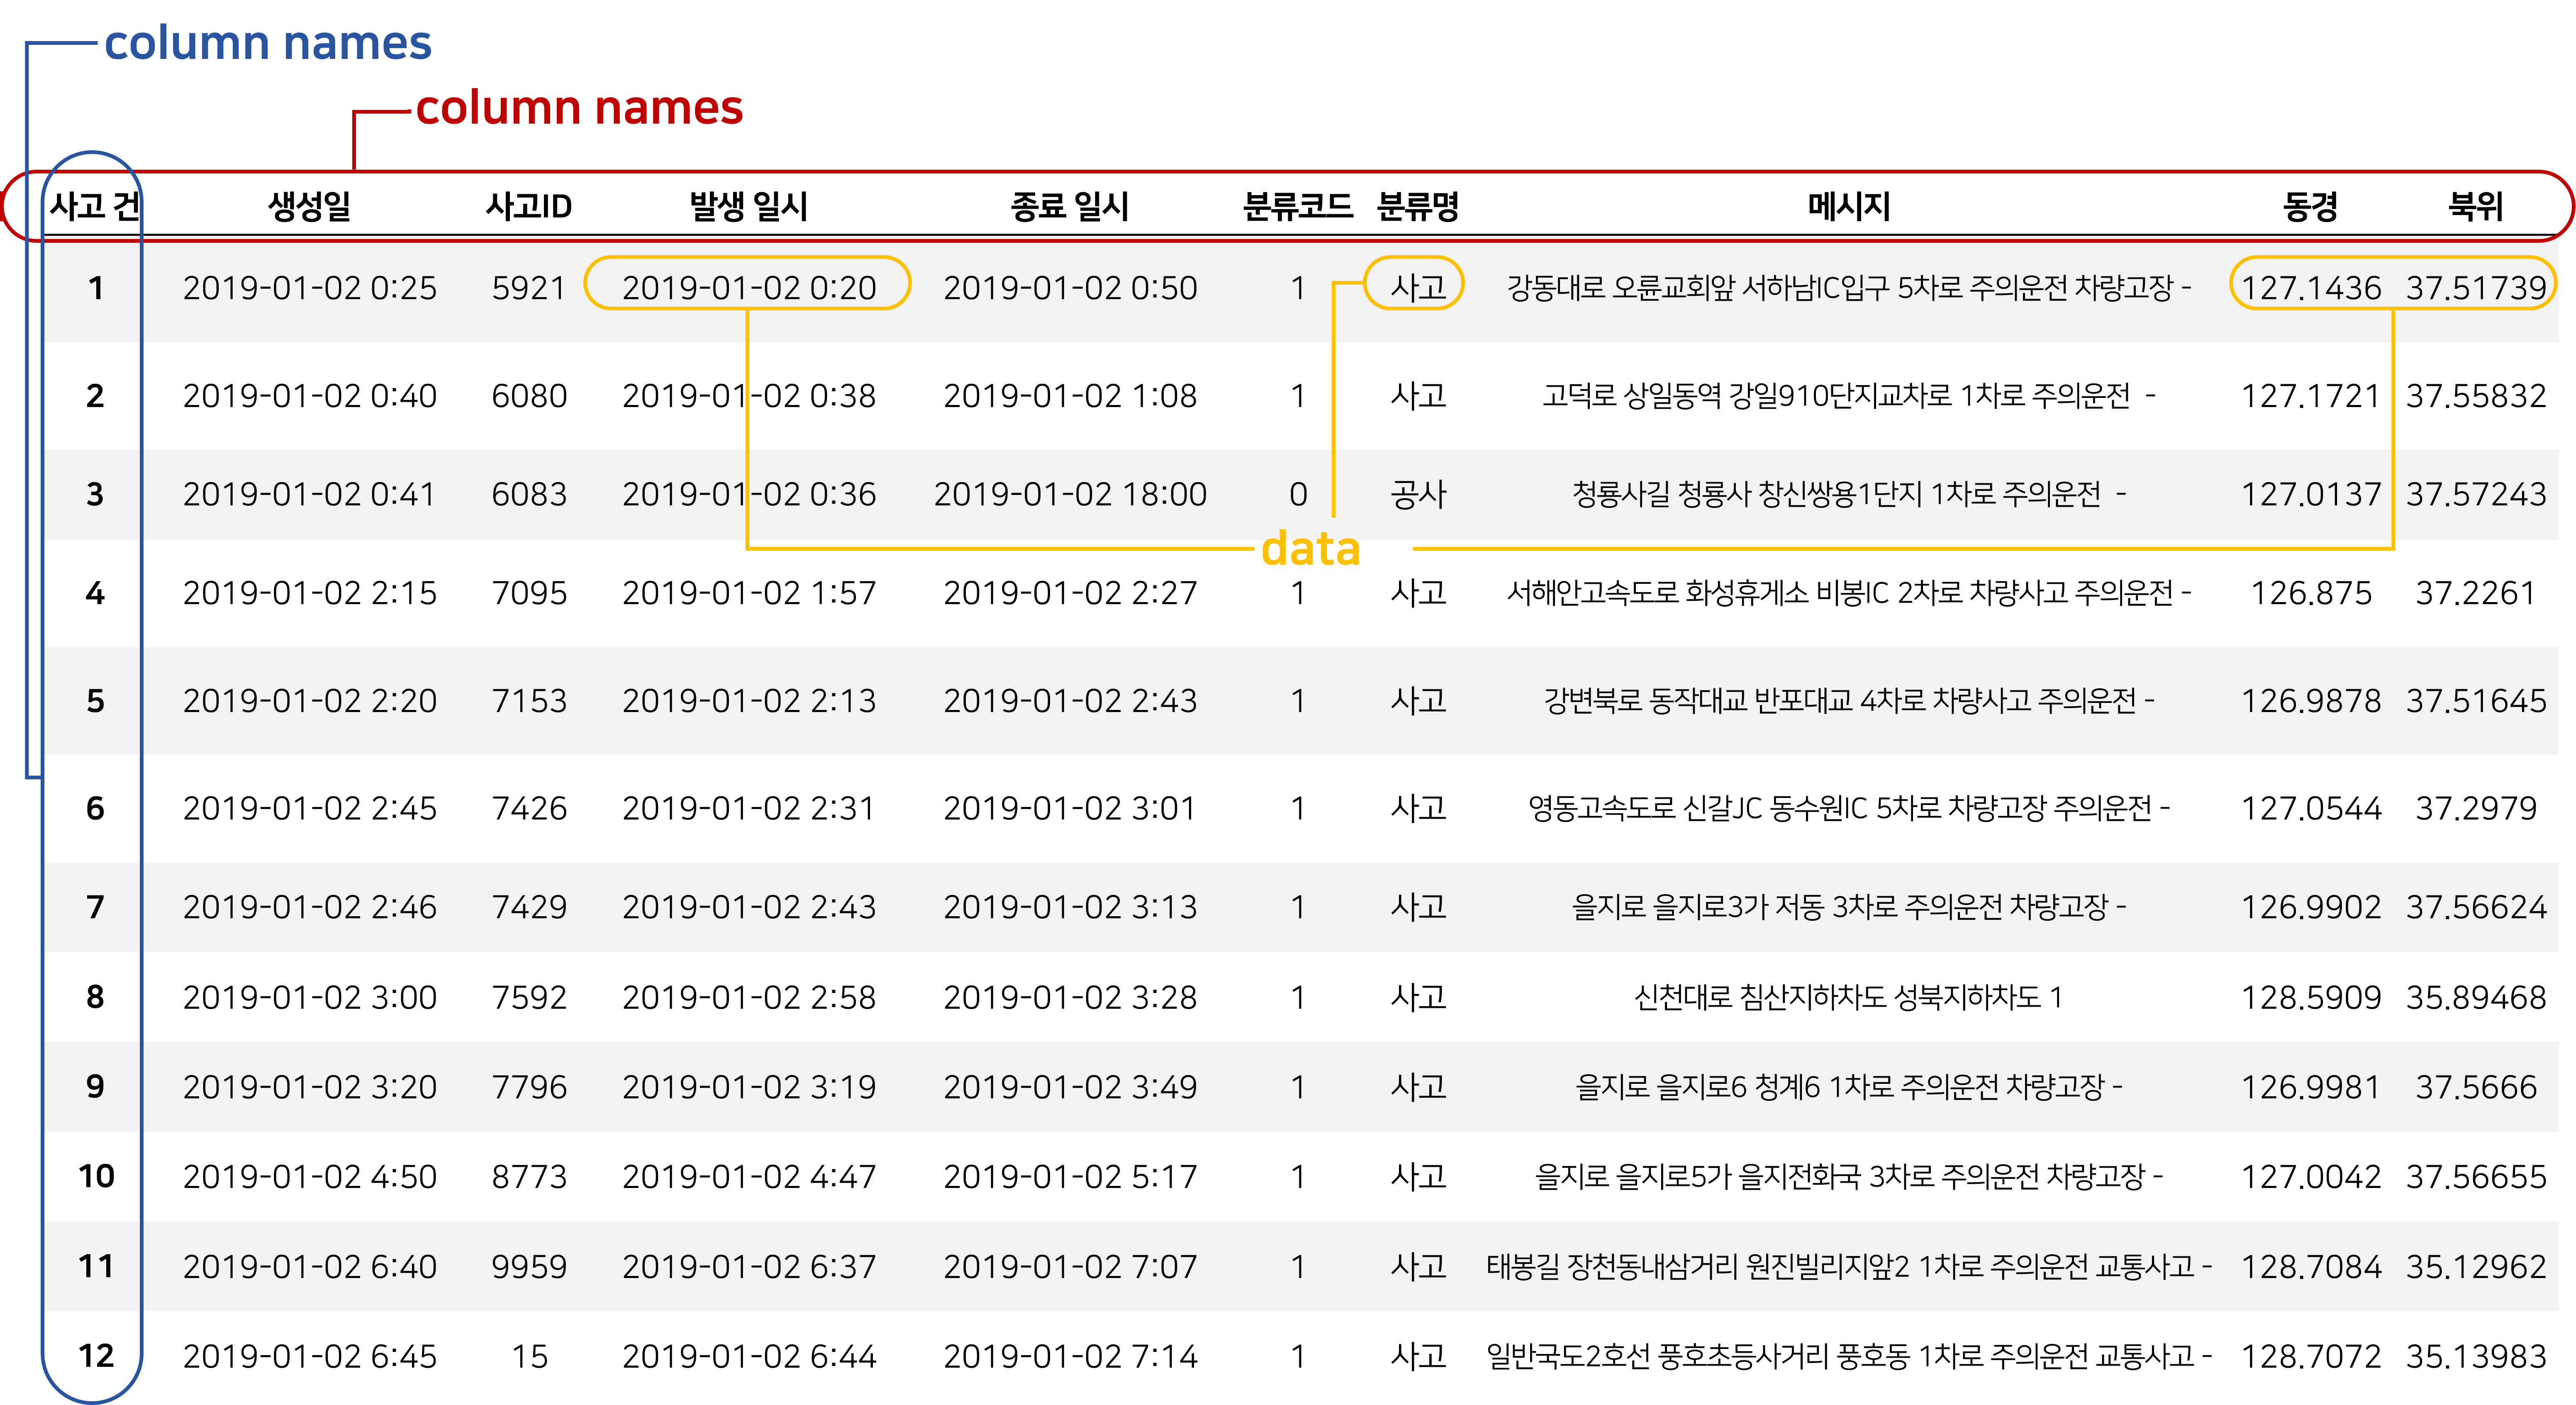 column names
column names
사고 건 생성일 사고ID 발생 일시 종료 일시 분류코드 분류명 메시지 동경 북위
1 2019-01-02 0:25 5921 2019-01-02 0:20 2019-01-02 0:50 1 사고 강동대로 오륜교회앞 서하남IC입구 5차로 주의운전 차량고장 - 127.1436 37.51739
2 2019-01-02 0:40 6080 2019-01-02 0:38 2019-01-02 1:08 1 사고 고덕로 상일동역 강일910단지교차로 1차로 주의운전 - 127.1721 37.55832
3 2019-01-02 0:41 6083 2019-01-02 0:36 2019-01-02 18:00 0 공사 청룡사길 청룡사 창신쌍용1단지 1차로 주의운전 - 127.0137 37.57243
data
4 2019-01-02 2:15 7095 2019-01-02 1:57 2019-01-02 2:27 1 사고 서해안고속도로 화성휴게소 비봉IC 2차로 차량사고 주의운전 - 126.875 37.2261
5 2019-01-02 2:20 7153 2019-01-02 2:13 2019-01-02 2:43 1 사고 강변북로 동작대교 반포대교 4차로 차량사고 주의운전 - 126.9878 37.51645
6 2019-01-02 2:45 7426 2019-01-02 2:31 2019-01-02 3:01 1 사고 영동고속도로 신갈JC 동수원IC 5차로 차량고장 주의운전 - 127.0544 37.2979
7 2019-01-02 2:46 7429 2019-01-02 2:43 2019-01-02 3:13 1 사고 을지로 을지로3가 저동 3차로 주의운전 차량고장 - 126.9902 37.56624
8 2019-01-02 3:00 7592 2019-01-02 2:58 2019-01-02 3:28 1 사고 신천대로 침산지하차도 성북지하차도 1 128.5909 35.89468
9 2019-01-02 3:20 7796 2019-01-02 3:19 2019-01-02 3:49 1 사고 을지로 을지로6 청계6 1차로 주의운전 차량고장 - 126.9981 37.5666
10 2019-01-02 4:50 8773 2019-01-02 4:47 2019-01-02 5:17 1 사고 을지로 을지로5가 을지전화국 3차로 주의운전 차량고장 - 127.0042 37.56655
11 2019-01-02 6:40 9959 2019-01-02 6:37 2019-01-02 7:07 1 사고 태봉길 장천동내삼거리 원진빌리지앞2 1차로 주의운전 교통사고 - 128.7084 35.12962
12 2019-01-02 6:45 15 2019-01-02 6:44 2019-01-02 7:14 1 사고 일반국도2호선 풍호초등사거리 풍호동 1차로 주의운전 교통사고 - 128.7072 35.13983